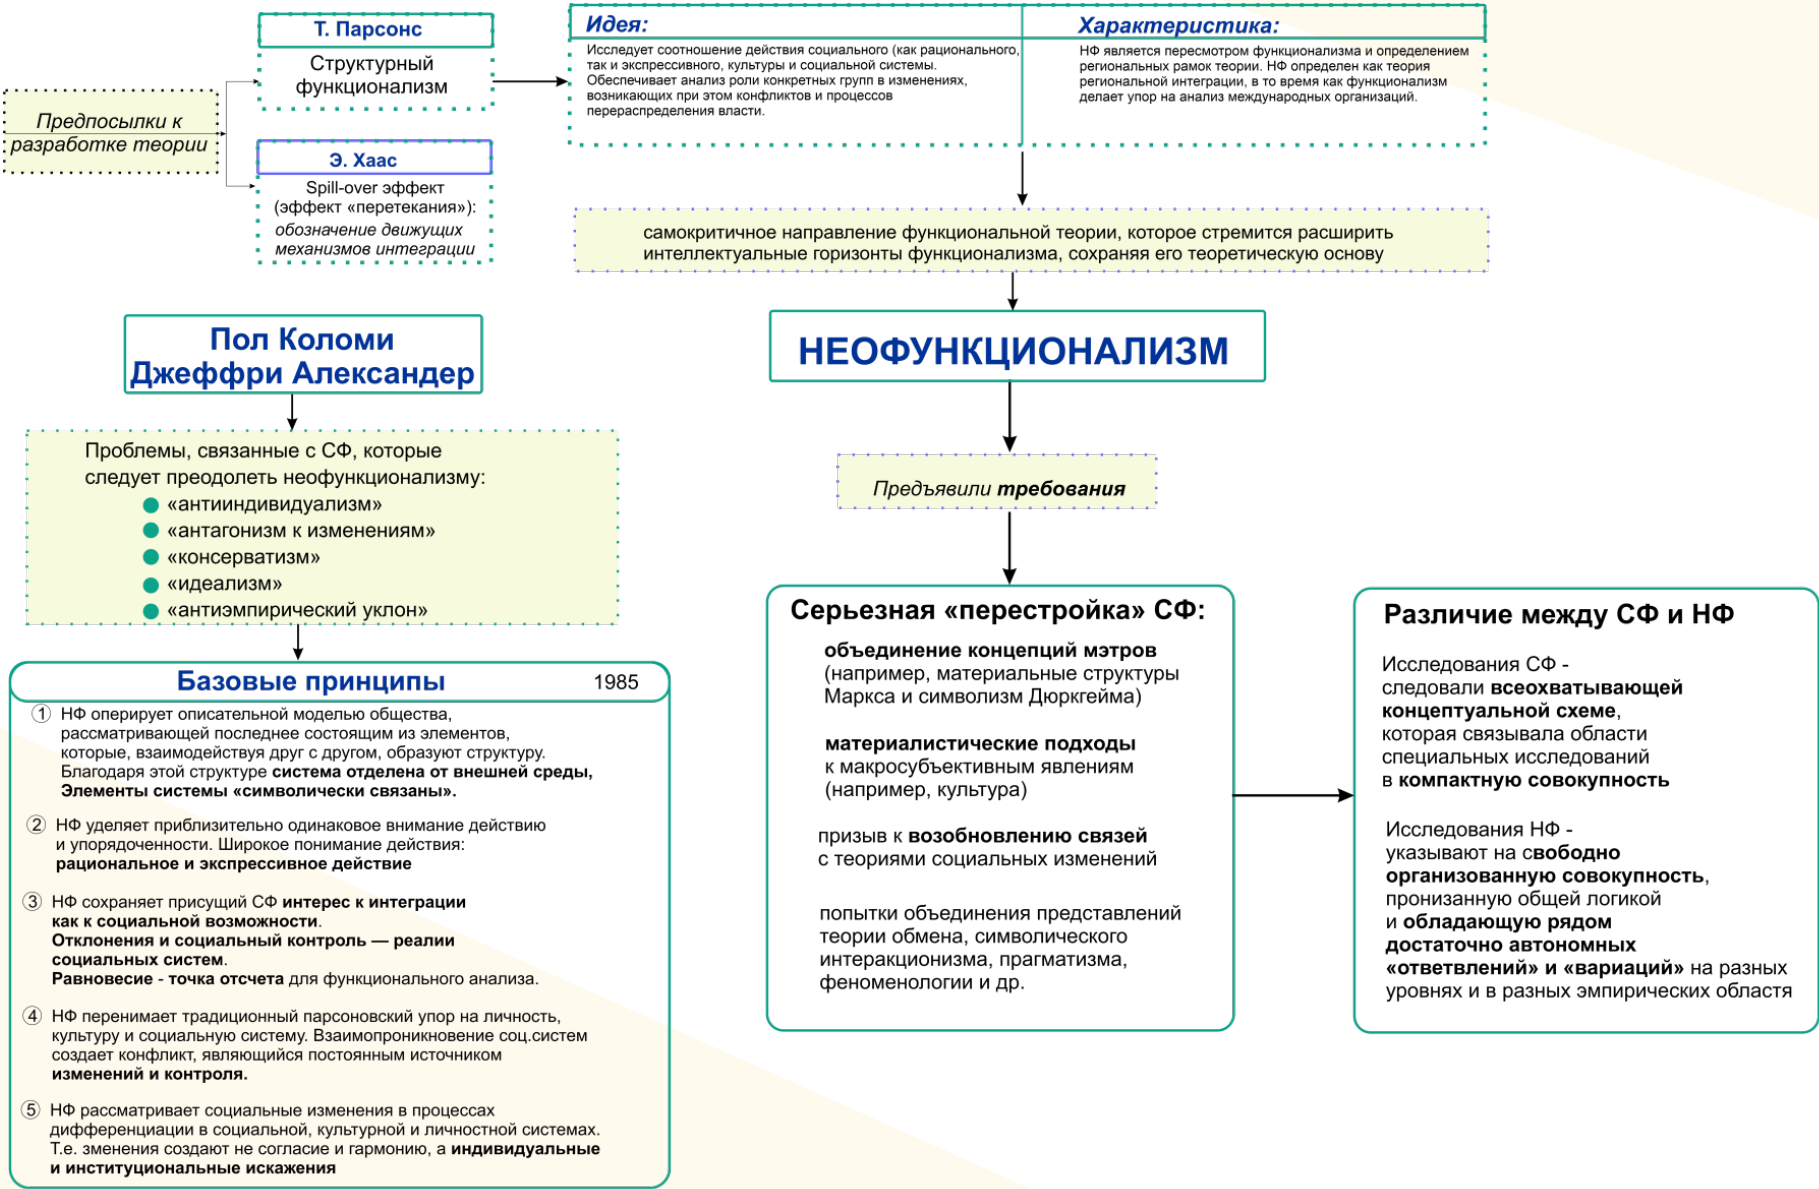 Предпосылки к
разработке теории
Т. Парсонс
Структурный
функционализм
Э. Хаас
Spill-over эффект
(эффект «перетекания»):
обозначение движущих
механизмов интеграции
Идея:
Исследует соотношение действия социального (как рационального,
так и экспрессивного, культуры и социальной системы.
Обеспечивает анализ роли конкретных групп в изменениях,
возникающих при этом конфликтов и процессов
перераспределения власти.
Характеристика:
НФ является пересмотром функционализма и определением
региональных рамок теории. НФ определен как теория
региональной интеграции, в то время как функционализм
делает упор на анализ международных организаций.
самокритичное направление функциональной теории, которое стремится расширить
интеллектуальные горизонты функционализма, сохраняя его теоретическую основу
Пол Коломи
Джеффри Александер
Проблемы, связанные с СФ, которые
следует преодолеть неофункционализму:
«антииндивидуализм»
«антагонизм к изменениям»
«консерватизм»
«идеализм»
«антиэмпирический уклон»
Базовые принципы 1985
1 НФ оперирует описательной моделью общества,
рассматривающей последнее состоящим из элементов,
которые, взаимодействуя друг с другом, образуют структуру.
Благодаря этой структуре система отделена от внешней среды,
Элементы системы «символически связаны».
2 НФ уделяет приблизительно одинаковое внимание действию
и упорядоченности. Широкое понимание действия:
рациональное и экспрессивное действие
3 НФ сохраняет присущий СФ интерес к интеграции
как к социальной возможности.
Отклонения и социальный контроль — реалии
социальных систем.
Равновесие - точка отсчета для функционального анализа.
4 НФ перенимает традиционный парсоновский упор на личность,
культуру и социальную систему. Взаимопроникновение соц.систем
создает конфликт, являющийся постоянным источником
изменений и контроля.
5 НФ рассматривает социальные изменения в процессах
дифференциации в социальной, культурной и личностной системах.
Т.е. зменения создают не согласие и гармонию, а индивидуальные
и институциональные искажения
НЕОФУНКЦИОНАЛИЗМ
Предъявили требования
Серьезная «перестройка» СФ:
объединение концепций мэтров
(например, материальные структуры
Маркса и символизм Дюркгейма)
материалистические подходы
к макросубъективным явлениям
(например, культура)
призыв к возобновлению связей
с теориями социальных изменений
попытки объединения представлений
теории обмена, символического
интеракционизма, прагматизма,
феноменологии и др.
Различие между СФ и НФ
Исследования СФ -
следовали всеохватывающей
концептуальной схеме,
которая связывала области
специальных исследований
в компактную совокупность
Исследования НФ -
указывают на свободно
организованную совокупность,
пронизанную общей логикой
и обладающую рядом
достаточно автономных
«ответвлений» и «вариаций» на разных
уровнях и в разных эмпирических областя